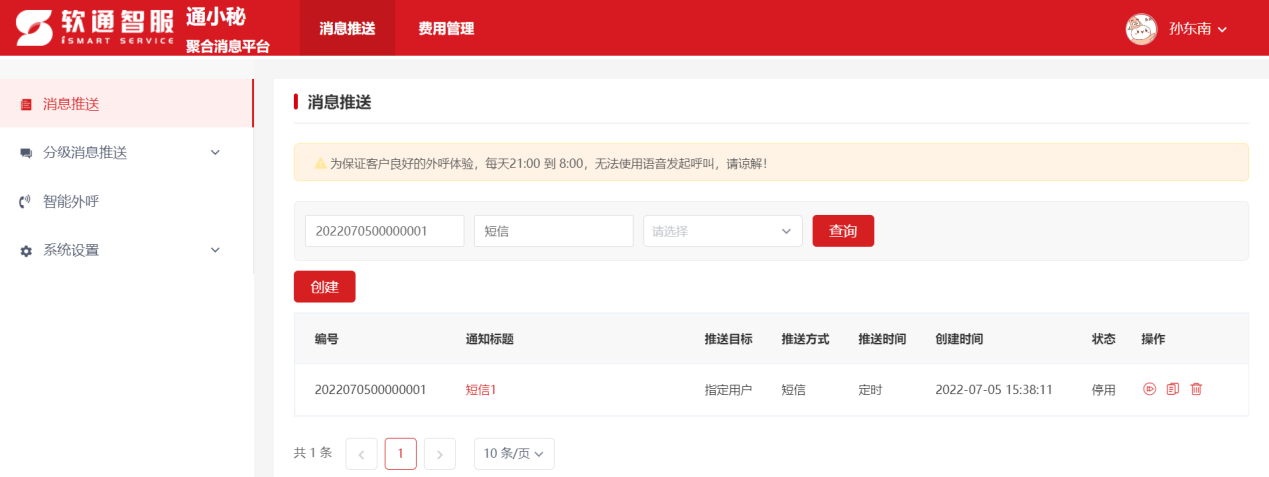 软通智服
iSMART SERVICE
通小秘
聚合消息平台
消息推送
费用管理
孙东南
消息推送
分级消息推送
智能外呼
系统设置
消息推送
为保证客户良好的外呼体验，每天21:00 到 8:00，无法使用语音发起呼叫，请谅解！
2022070500000001 短信 请选择 查询
创建
编号 通知标题 推送目标 推送方式 推送时间 创建时间 状态 操作
2022070500000001 短信1 指定用户 短信 定时 2022-07-05 15:38:11 停用
共 1 条 < 1 > 10 条/页